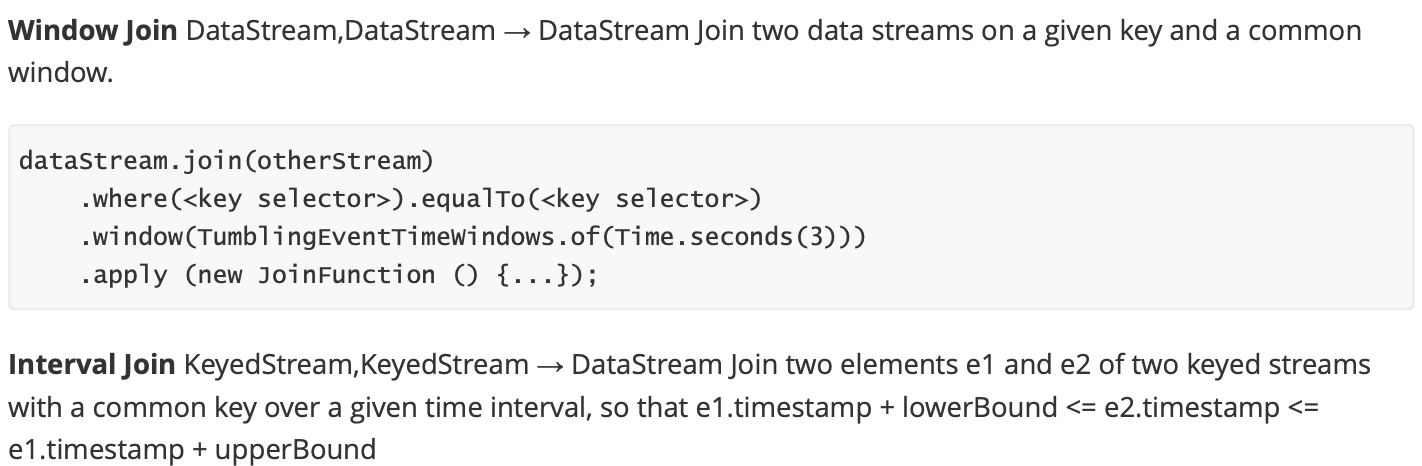 Window Join DataStream,DataStream → DataStream Join two data streams on a given key and a common
window.
dataStream.join(otherStream)
    .where(<key selector>).equalTo(<key selector>)
    .window(TumblingEventTimeWindows.of(Time.seconds(3)))
    .apply (new JoinFunction () {...});
Interval Join KeyedStream,KeyedStream → DataStream Join two elements e1 and e2 of two keyed streams
with a common key over a given time interval, so that e1.timestamp + lowerBound <= e2.timestamp <=
e1.timestamp + upperBound